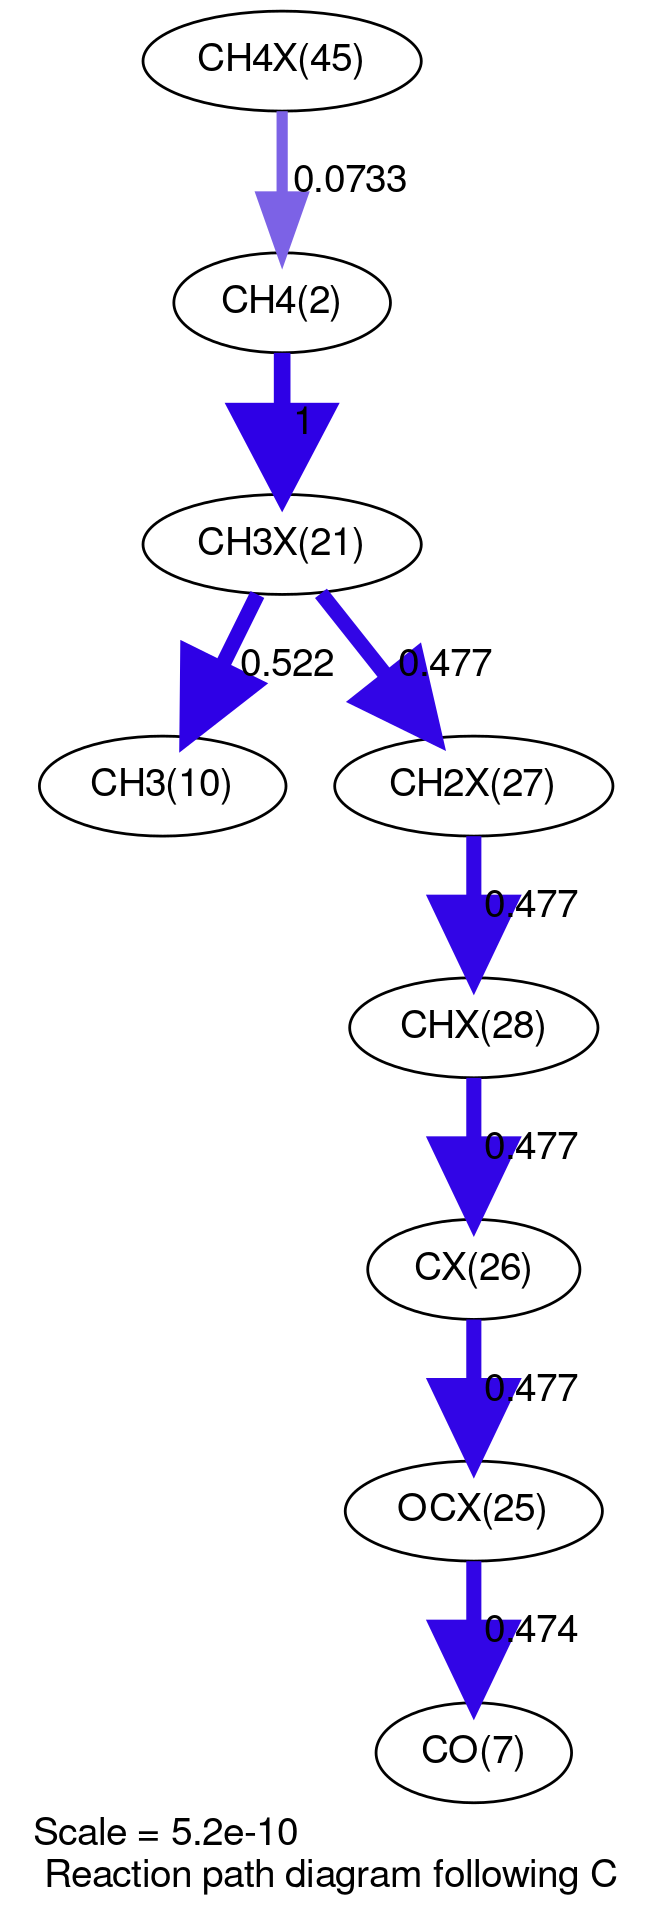 CH4X(45)
0.0733
CH4(2)
1
CH3X(21)
0.522
0.477
CH3(10)
CH2X(27)
0.477
CHX(28)
0.477
CX(26)
0.477
OCX(25)
0.474
CO(7)
Scale = 5.2e-10
Reaction path diagram following C